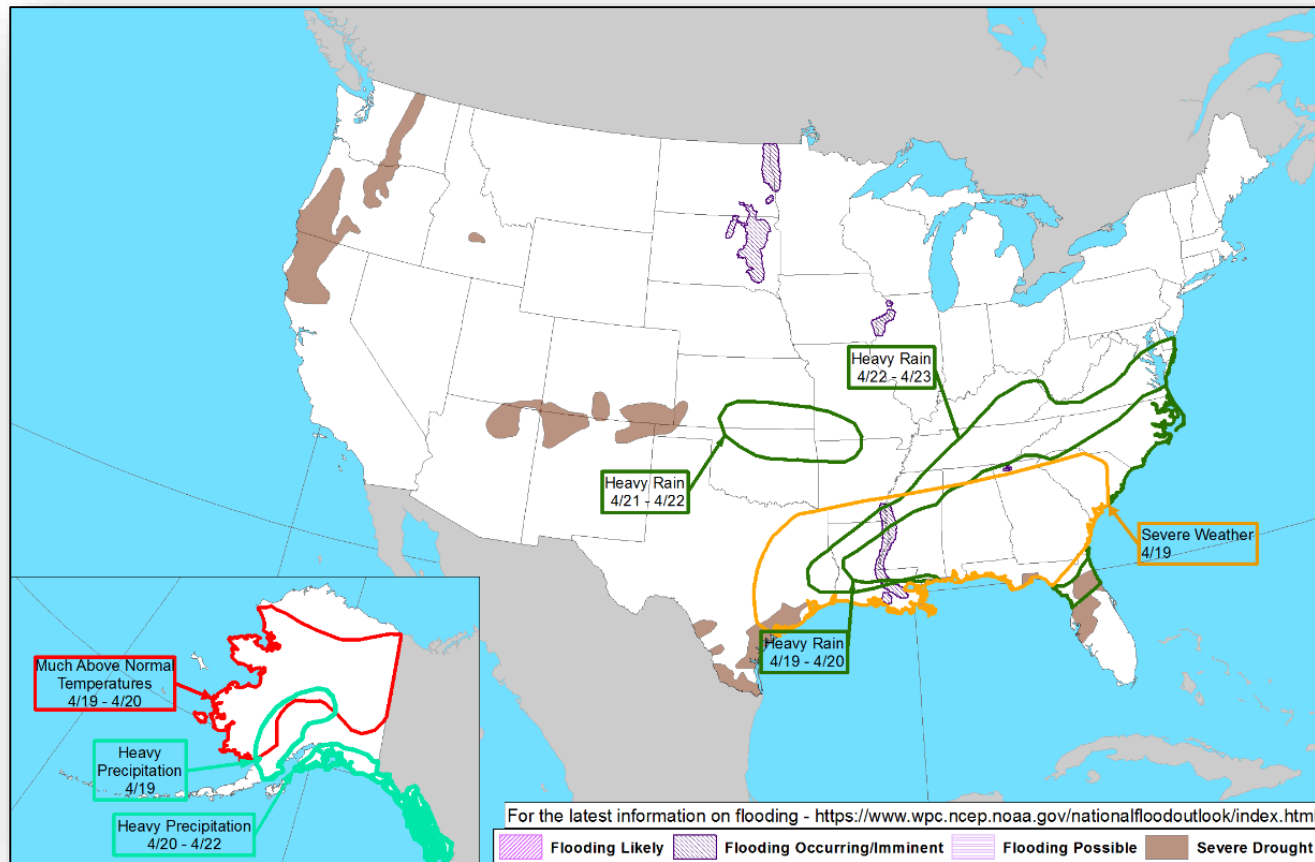 Heavy Rain
4/22 - 4/23
Heavy Rain
4/21 - 4/22
Severe Weather
4/19
Heavy Rain
4/19 - 4/20
Much Above Normal
Temperatures
4/19 - 4/20
Heavy
Precipitation
4/19
Heavy Precipitation
4/20 - 4/22
For the latest information on flooding - https://www.wpc.ncep.noaa.gov/nationalfloodoutlook/index.html
Flooding Likely
Flooding Occurring/Imminent
Flooding Possible
Severe Drought